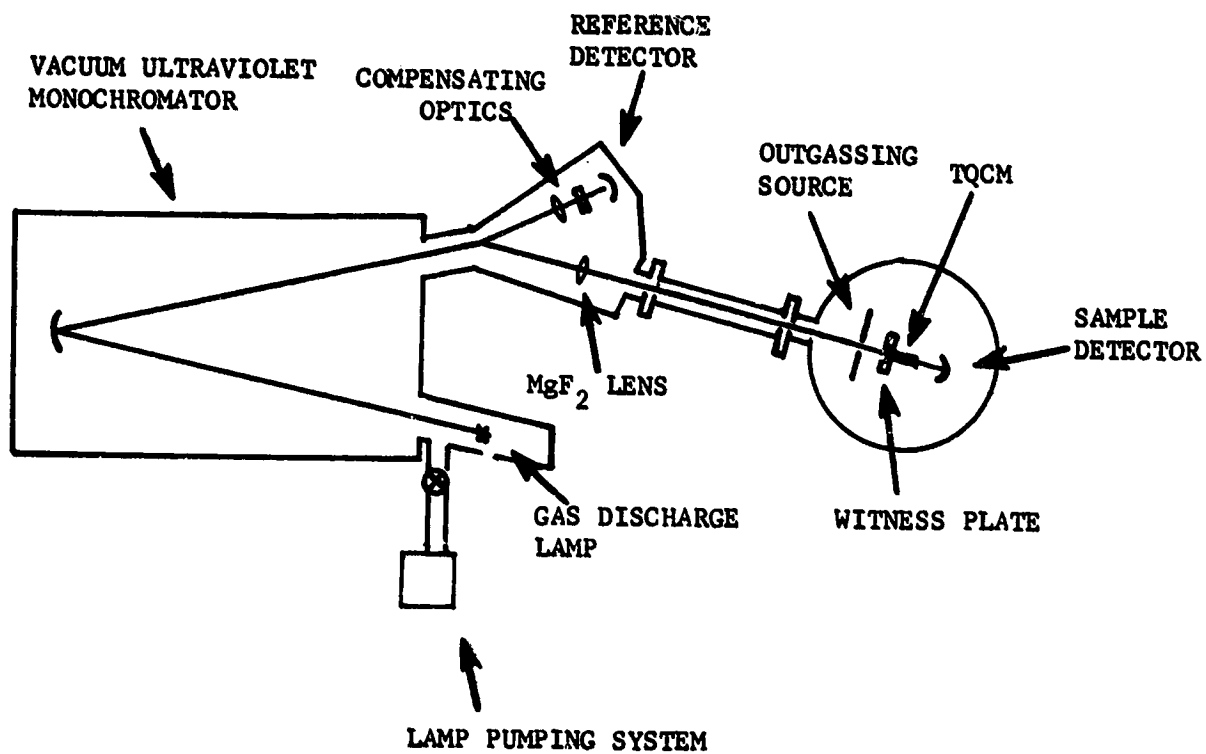 REFERENCE
DETECTOR
VACUUM ULTRAVIOLET
MONOCHROMATOR
COMPENSATING
OPTICS
OUTGASSING
SOURCE
TQCM
SAMPLE
DETECTOR
MgF₂ LENS
GAS DISCHARGE
LAMP
WITNESS PLATE
LAMP PUMPING SYSTEM